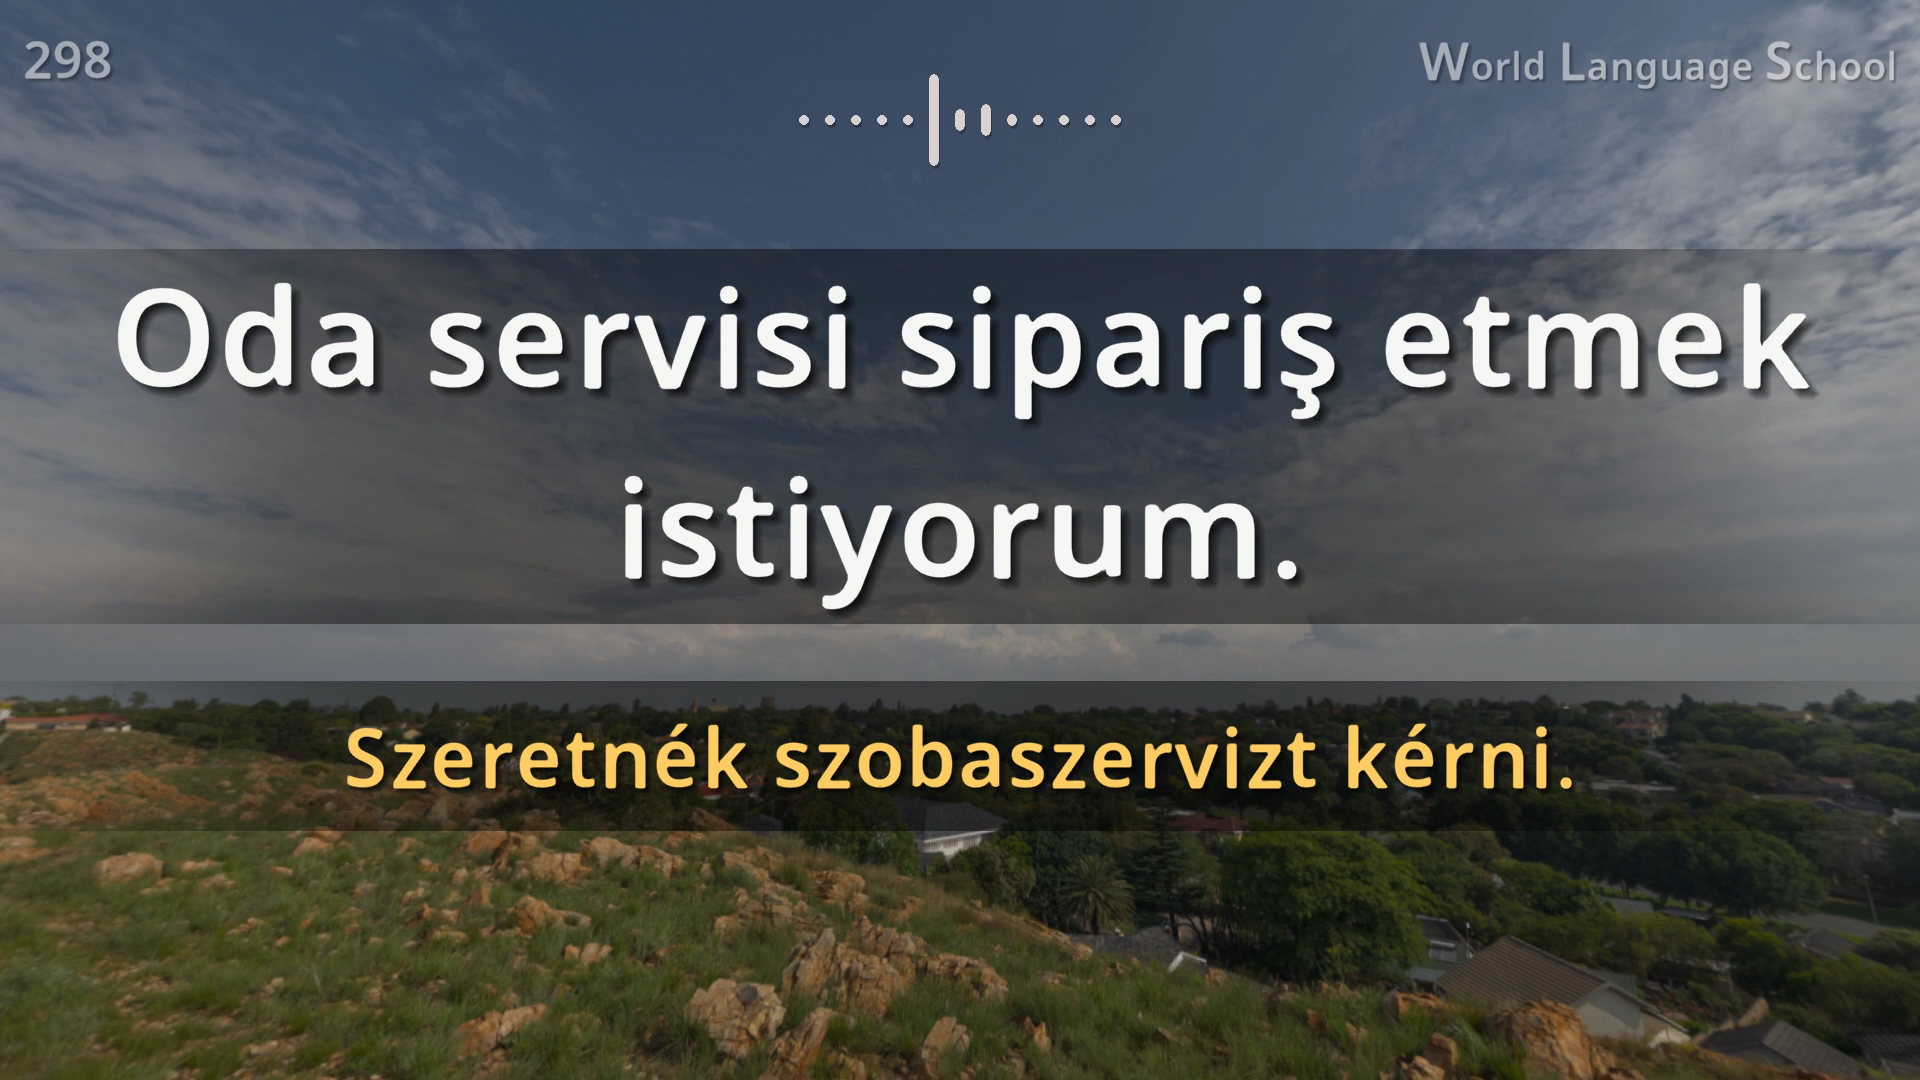 298
World Language School
Oda servisi sipariş etmek
istiyorum.
Szeretnék szobaszervizt kérni.